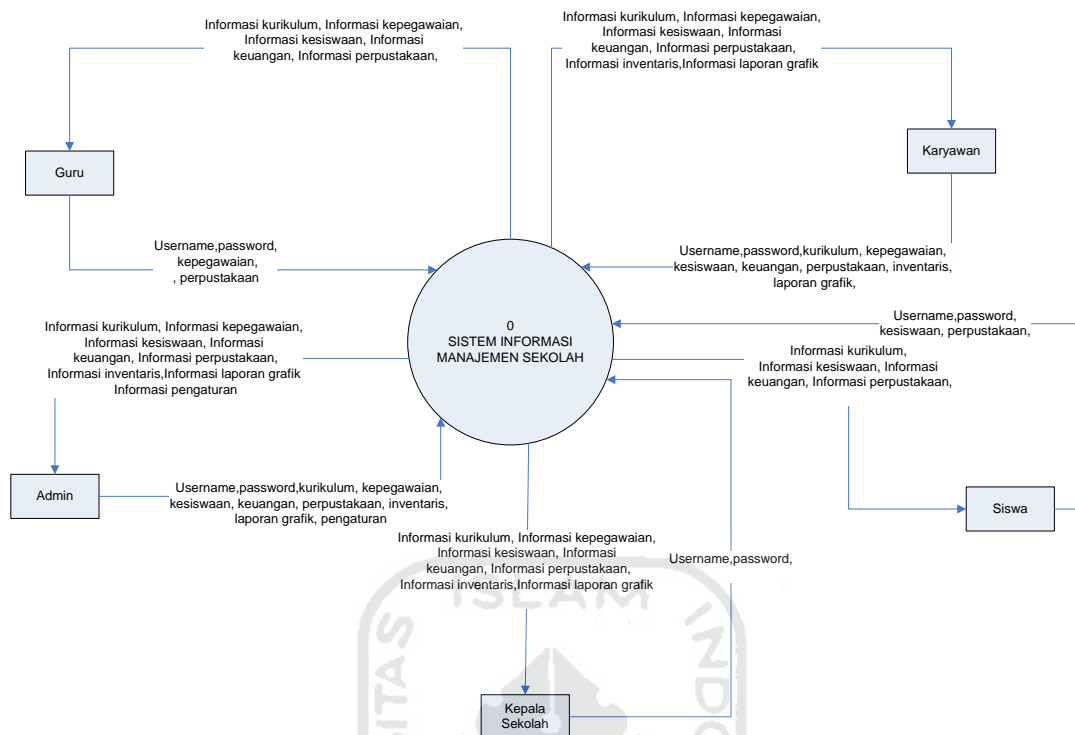 Informasi kurikulum, Informasi kepegawaian,
Informasi kesiswaan, Informasi
keuangan, Informasi perpustakaan,
Informasi kurikulum, Informasi kepegawaian,
Informasi kesiswaan, Informasi
keuangan, Informasi perpustakaan,
Informasi inventaris,Informasi laporan grafik
Guru
Karyawan
Username,password,
kepegawaian,
, perpustakaan
Username,password,kurikulum, kepegawaian,
kesiswaan, keuangan, perpustakaan, inventaris,
laporan grafik,
0
SISTEM INFORMASI
MANAJEMEN SEKOLAH
Username,password,
kesiswaan, perpustakaan,
Informasi kurikulum, Informasi kepegawaian,
Informasi kesiswaan, Informasi
keuangan, Informasi perpustakaan,
Informasi inventaris,Informasi laporan grafik
Informasi pengaturan
Informasi kurikulum,
Informasi kesiswaan, Informasi
keuangan, Informasi perpustakaan,
Admin
Username,password,kurikulum, kepegawaian,
kesiswaan, keuangan, perpustakaan, inventaris,
laporan grafik, pengaturan
Siswa
Informasi kurikulum, Informasi kepegawaian,
Informasi kesiswaan, Informasi
keuangan, Informasi perpustakaan,
Informasi inventaris,Informasi laporan grafik
Username,password,
Kepala
Sekolah
ISLAM